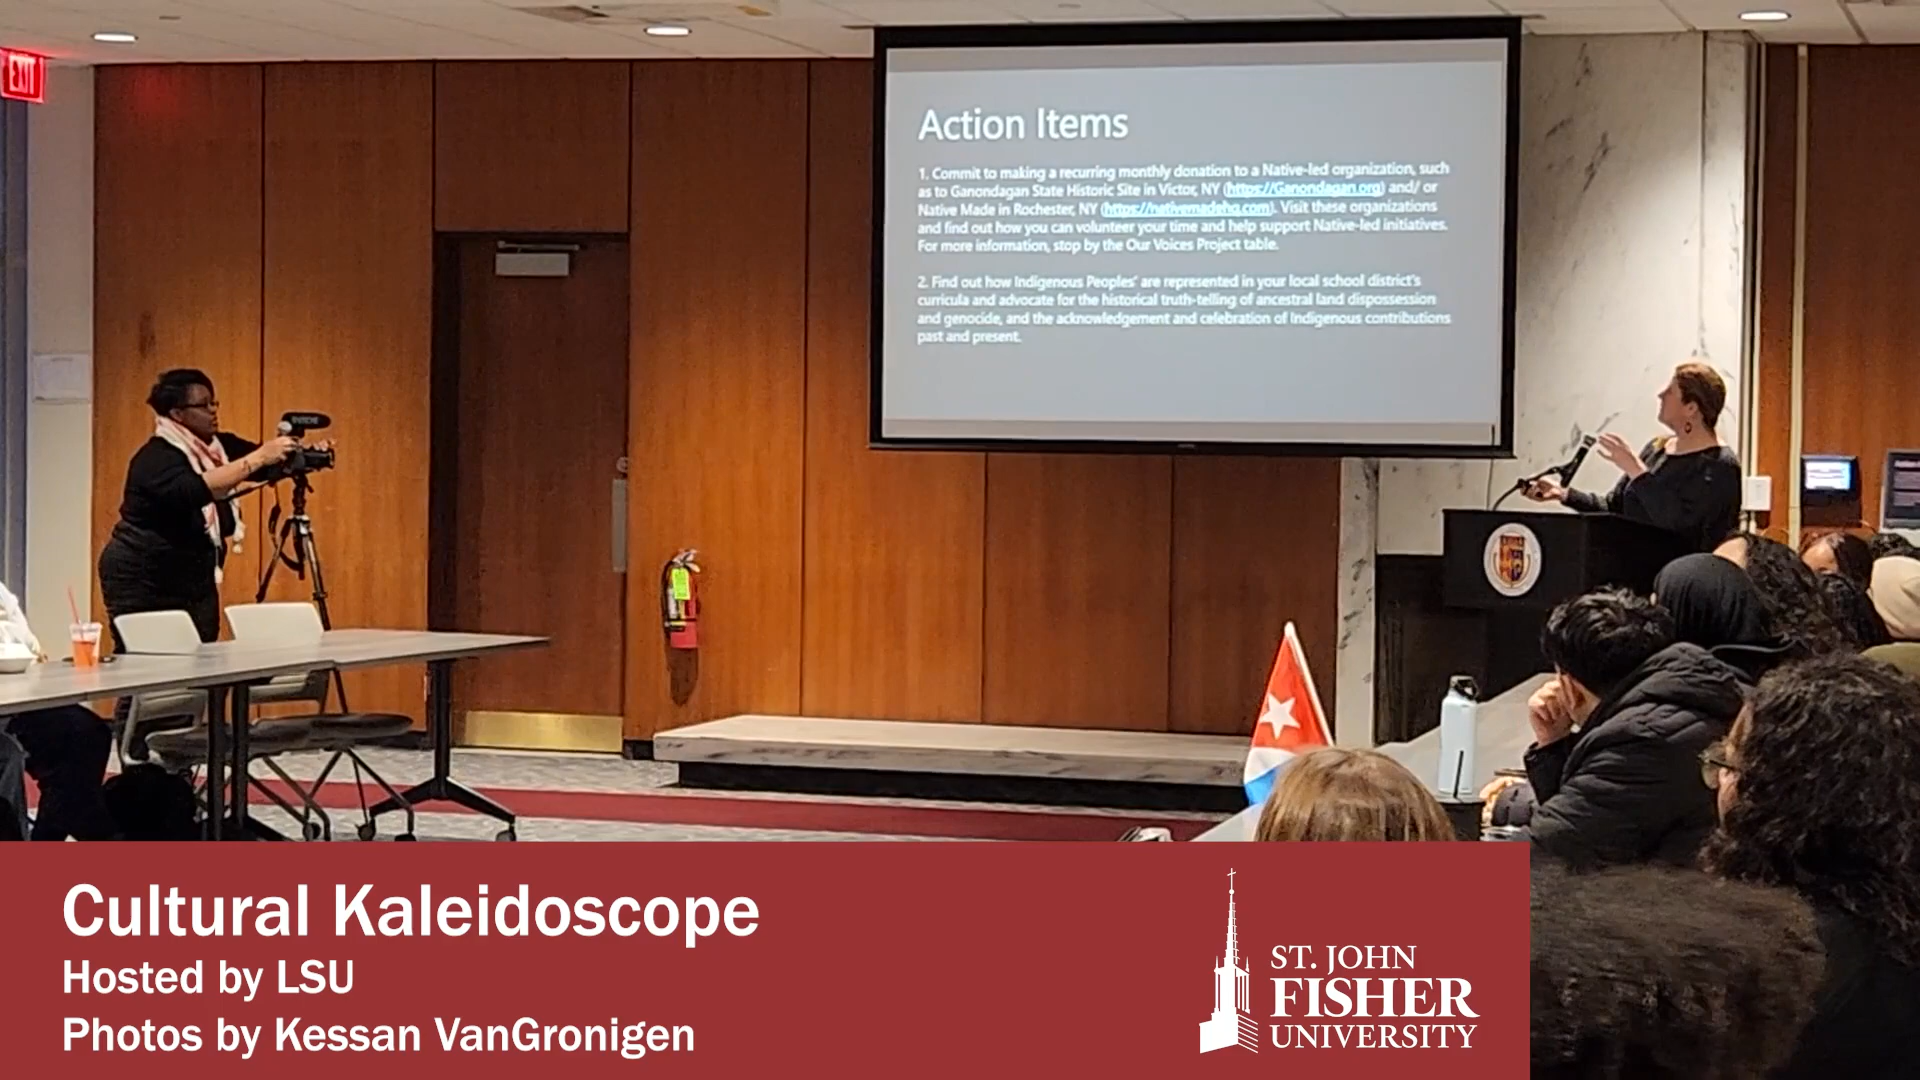 EXIT
Action Items
1. Commit to making a recurring monthly donation to a Native-led organization, such
as to Ganondagan State Historic Site in Victor, NY (https://Ganondagan.org) and/ or
Native Made in Rochester, NY (https://nativemadehq.com). Visit these organizations
and find out how you can volunteer your time and help support Native-led initiatives.
For more information, stop by the Our Voices Project table.
2. Find out how Indigenous Peoples' are represented in your local school district's
curricula and advocate for the historical truth-telling of ancestral land dispossession
and genocide, and the acknowledgement and celebration of Indigenous contributions
past and present.
Cultural Kaleidoscope
Hosted by LSU
Photos by Kessan VanGronigen
ST. JOHN
FISHER
UNIVERSITY